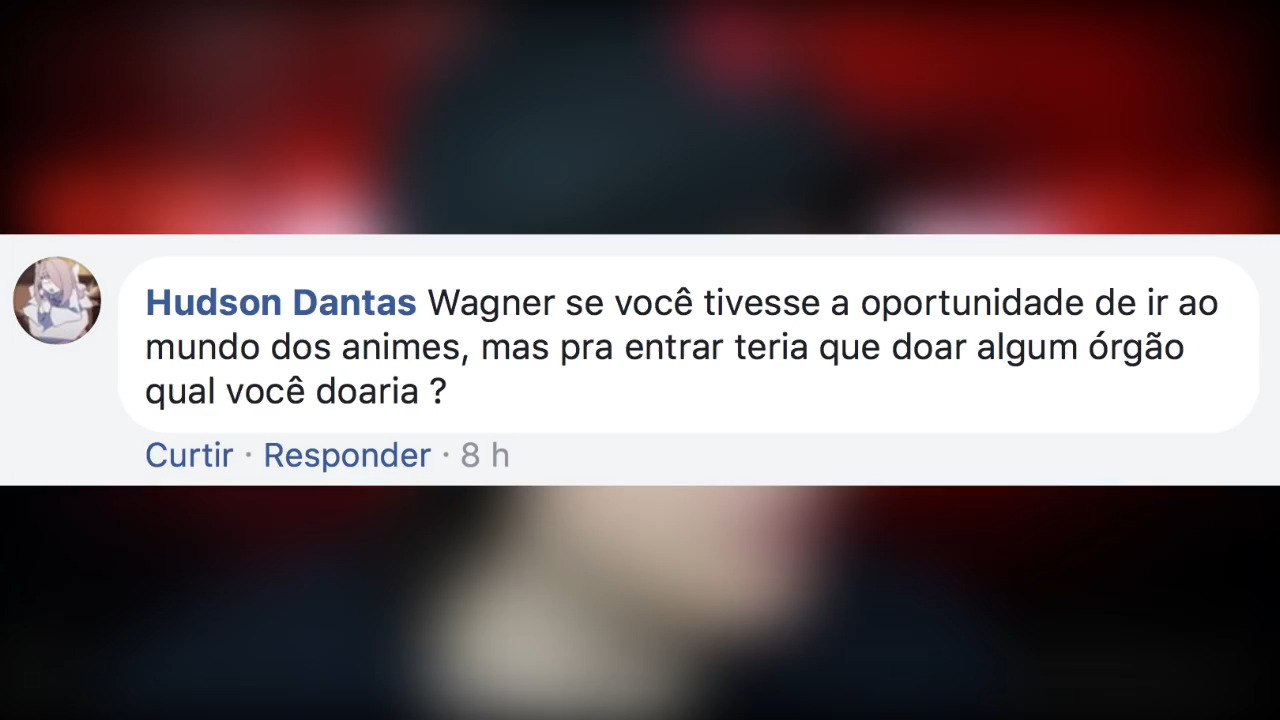 Hudson Dantas Wagner se você tivesse a oportunidade de ir ao
mundo dos animes, mas pra entrar teria que doar algum órgão
qual você doaria ?
Curtir · Responder · 8 h